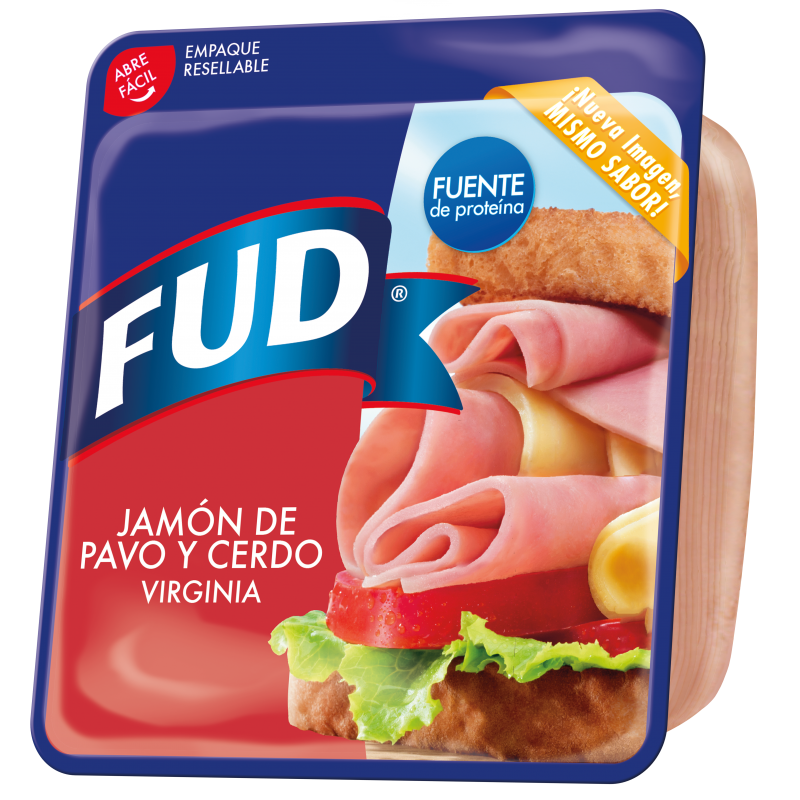 ABRE
FÁCIL
EMPAQUE
RESELLABLE
¡Nueva Imagen,
MISMO SABOR!
FUENTE
de proteína
FUD®
JAMÓN DE
PAVO Y CERDO
VIRGINIA